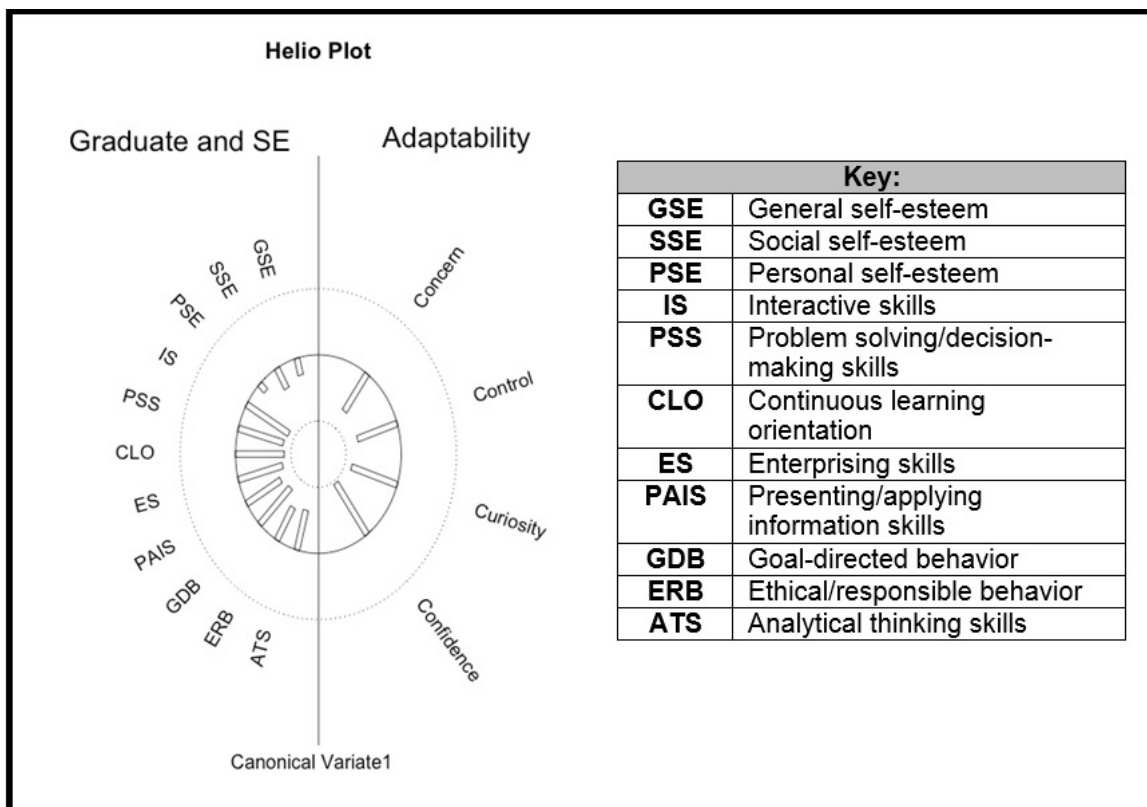 Helio Plot
Graduate and SE
Adaptability
GSE
SSE
PSE
IS
PSS
CLO
ES
PAIS
GDB
ERB
ATS
Concern
Control
Curiosity
Confidence
Canonical Variate1
Key:
GSE General self-esteem
SSE Social self-esteem
PSE Personal self-esteem
IS Interactive skills
PSS Problem solving/decision-
making skills
CLO Continuous learning
orientation
ES Enterprising skills
PAIS Presenting/applying
information skills
GDB Goal-directed behavior
ERB Ethical/responsible behavior
ATS Analytical thinking skills